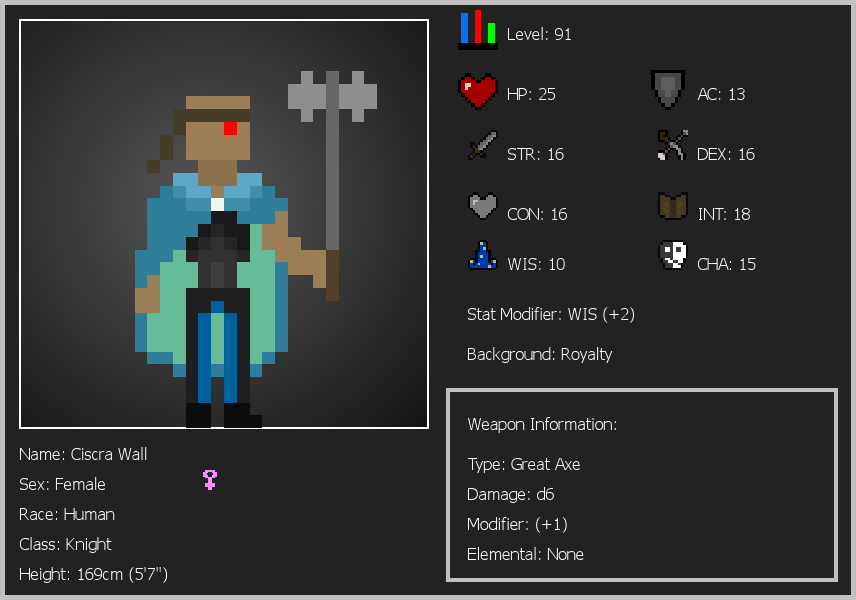 Level: 91
HP: 25
AC: 13
STR: 16
DEX: 16
CON: 16
INT: 18
WIS: 10
CHA: 15
Stat Modifier: WIS (+2)
Background: Royalty
Weapon Information:
Type: Great Axe
Damage: d6
Modifier: (+1)
Elemental: None
Name: Ciscra Wall
Sex: Female
Race: Human
Class: Knight
Height: 169cm (5'7")